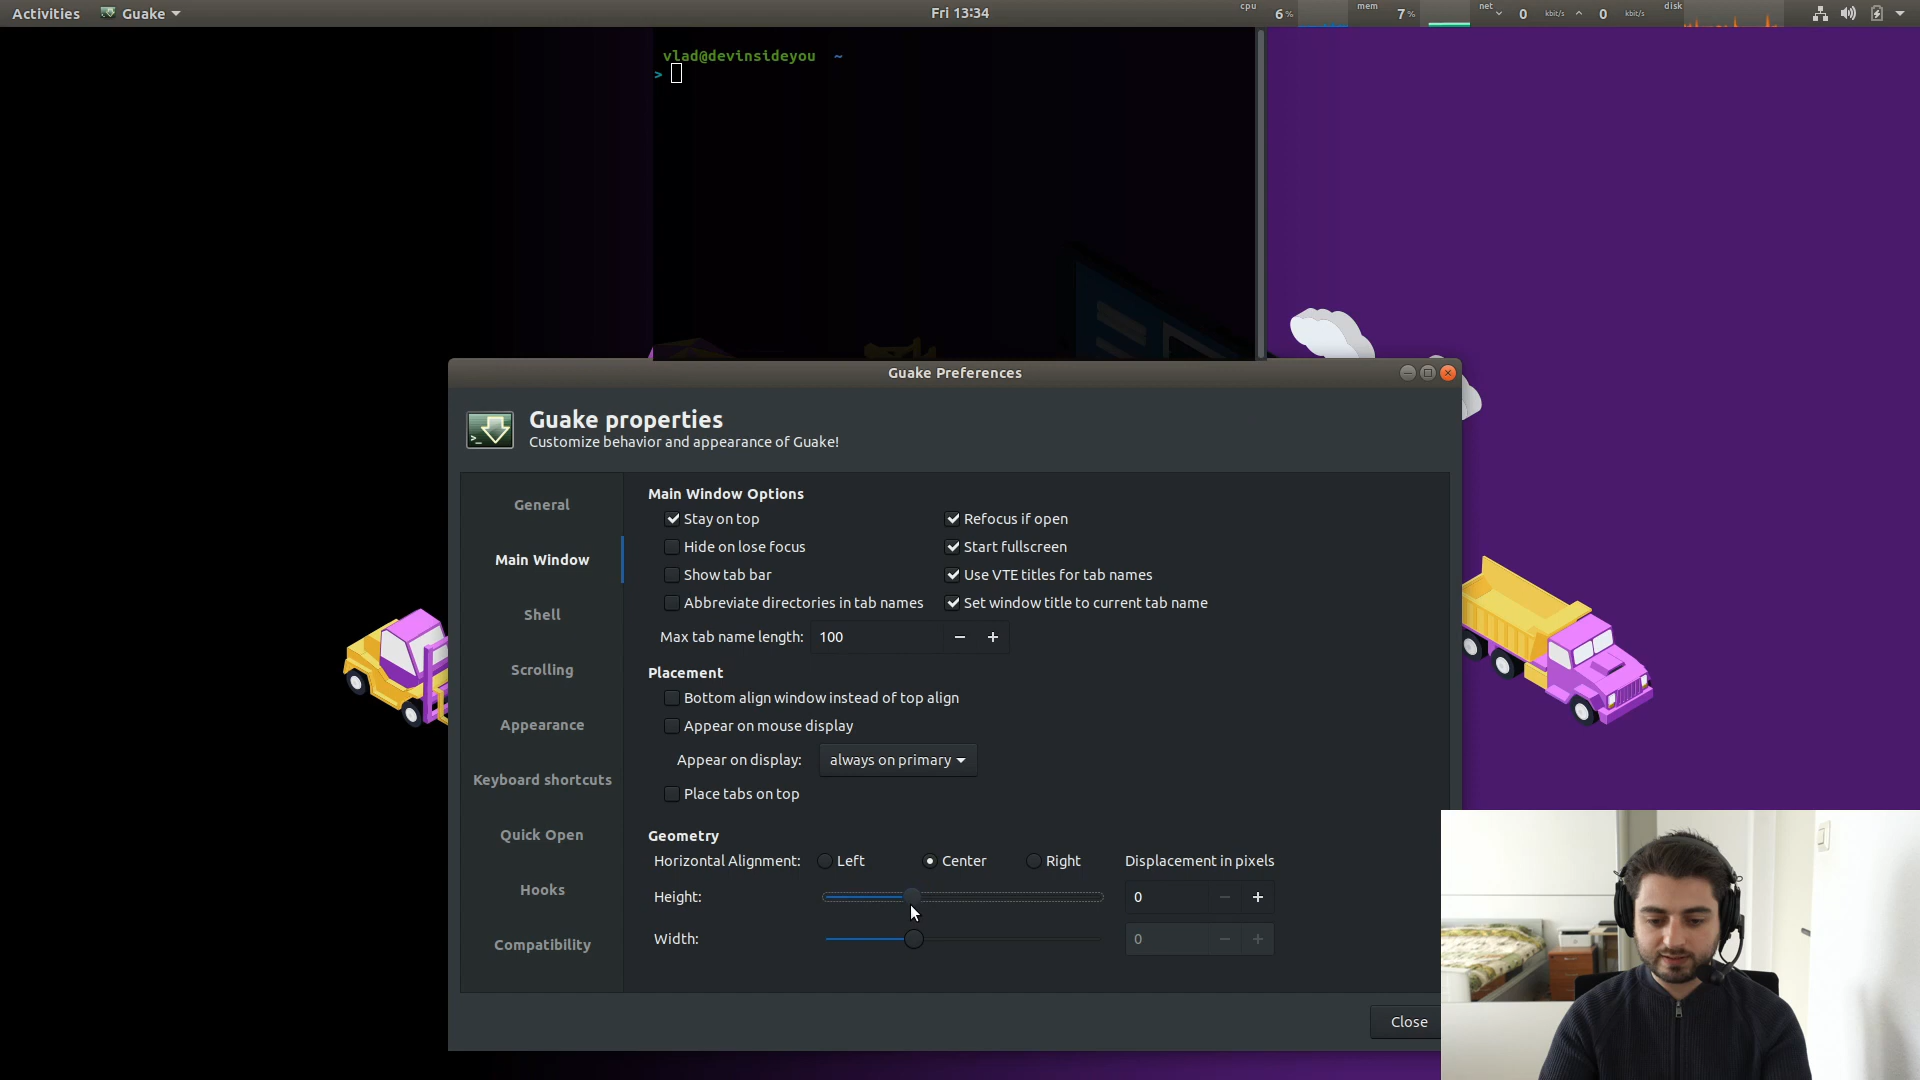 Activities Guake Fri 13:34 cpu 6% mem 7% net 0 kbit/s 0 kbit/s disk
vlad@devinsideyou ~
>
Guake Preferences
Guake properties
Customize behavior and appearance of Guake!
General
Main Window
Shell
Scrolling
Appearance
Keyboard shortcuts
Quick Open
Hooks
Compatibility
Main Window Options
Stay on top Refocus if open
Hide on lose focus Start fullscreen
Show tab bar Use VTE titles for tab names
Abbreviate directories in tab names Set window title to current tab name
Max tab name length: 100 − +
Placement
Bottom align window instead of top align
Appear on mouse display
Appear on display: always on primary
Place tabs on top
Geometry
Horizontal Alignment: Left Center Right Displacement in pixels
Height: 0 − +
Width: 0 − +
Close